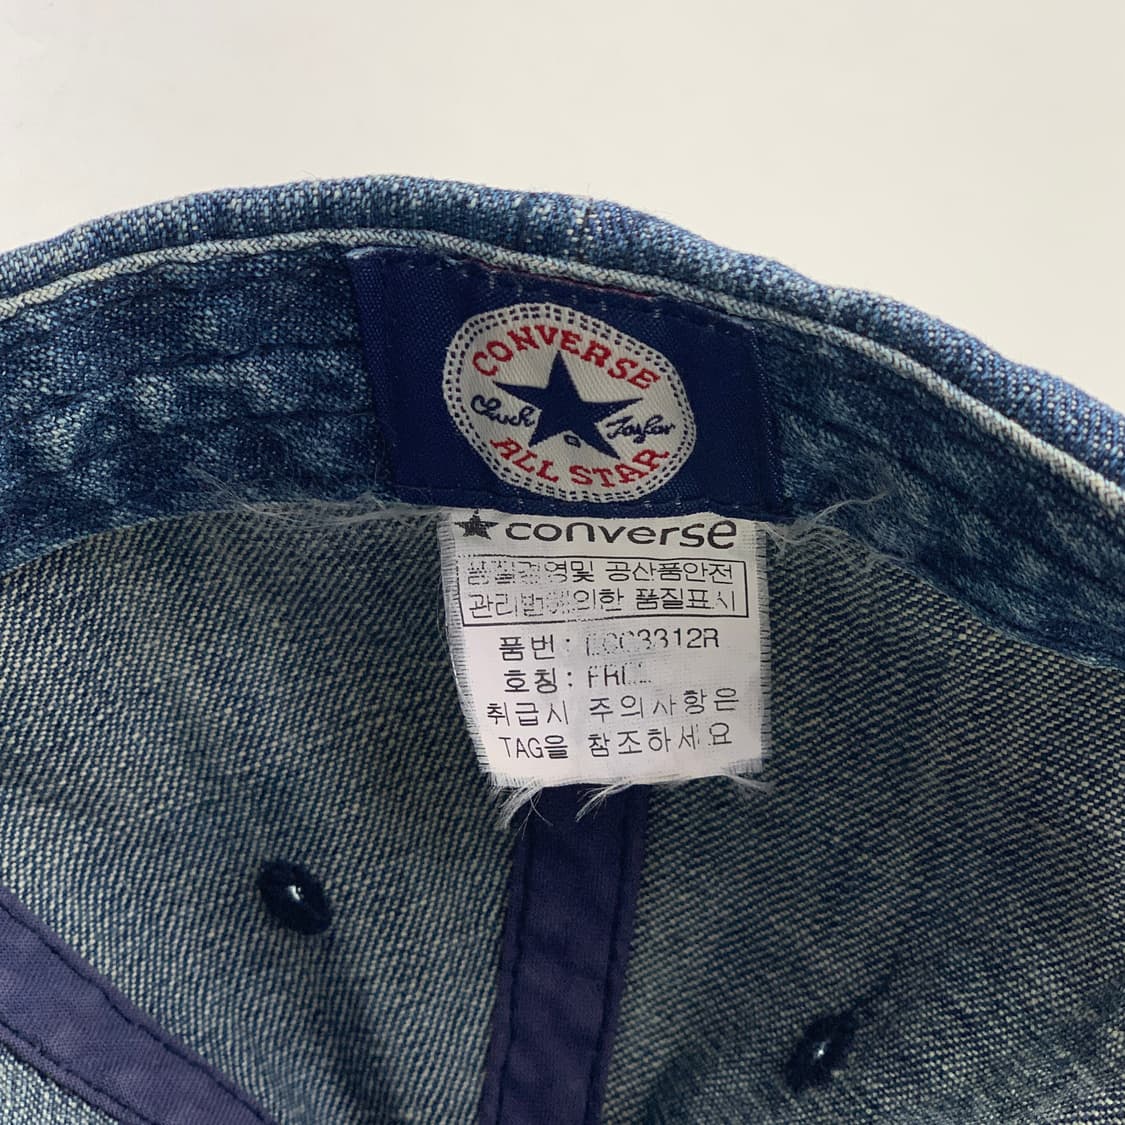 CONVERSE
Chuck Taylor
ALL STAR
converse
품질경영및 공산품안전
관리법에의한 품질표시
품번 :
호칭 :
취급시 주의사항은
TAG을 참조하세요